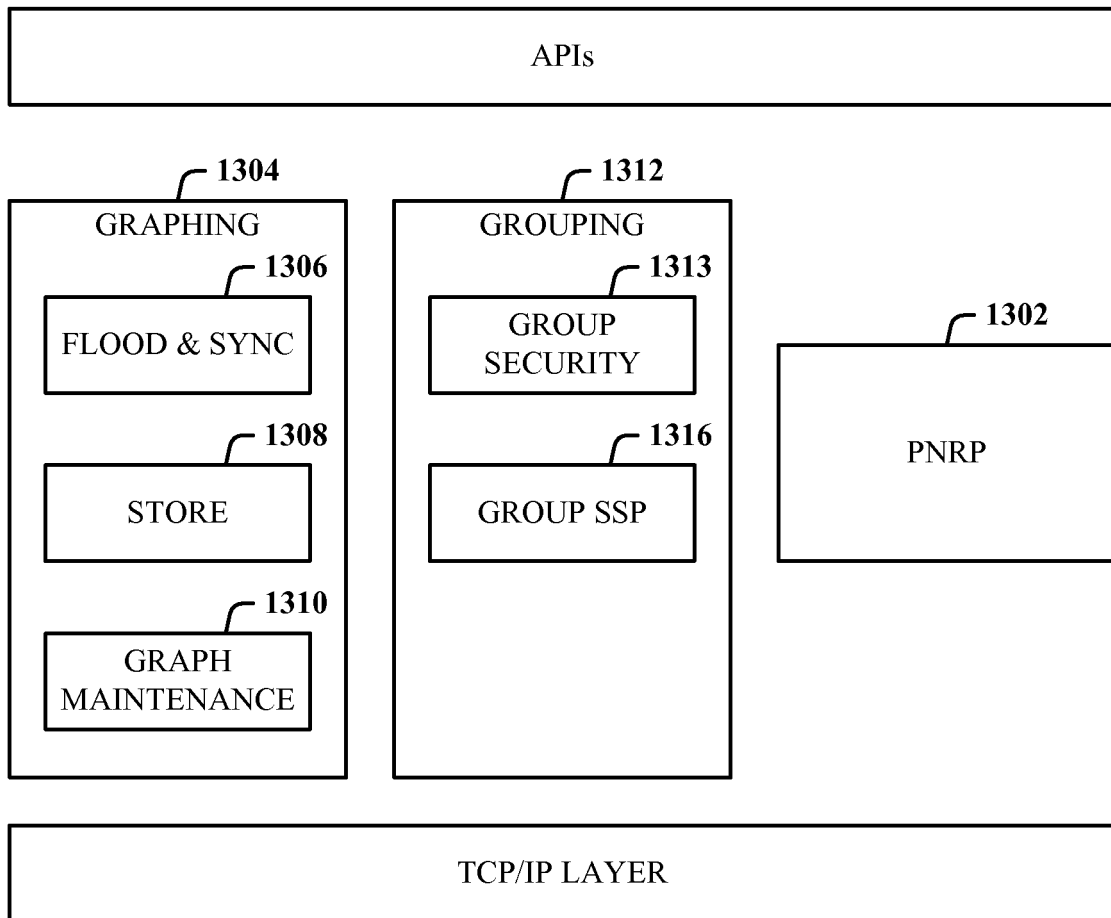 APIs
1304
GRAPHING
1306
FLOOD & SYNC
1308
STORE
1310
GRAPH
MAINTENANCE
1312
GROUPING
1313
GROUP
SECURITY
1316
GROUP SSP
1302
PNRP
TCP/IP LAYER